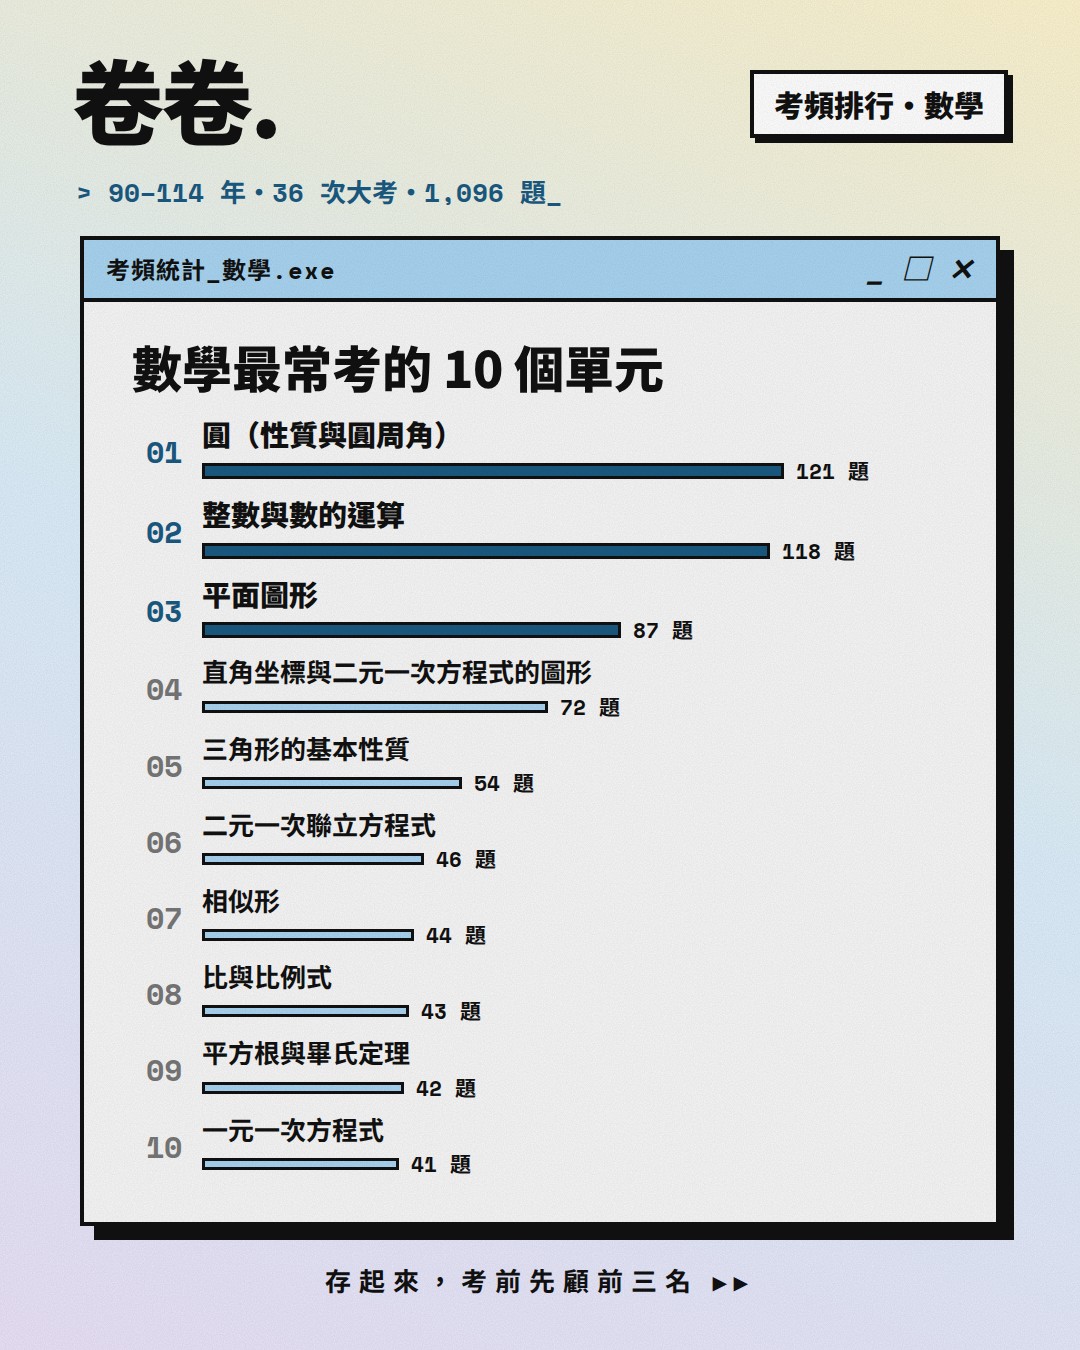 卷卷.
考頻排行・數學
> 90–114 年・36 次大考・1,096 題_
考頻統計_數學.exe
_ □ ✕
數學最常考的 10 個單元
01 圓（性質與圓周角）
121 題
02 整數與數的運算
118 題
03 平面圖形
87 題
04 直角坐標與二元一次方程式的圖形
72 題
05 三角形的基本性質
54 題
06 二元一次聯立方程式
46 題
07 相似形
44 題
08 比與比例式
43 題
09 平方根與畢氏定理
42 題
10 一元一次方程式
41 題
存起來，考前先顧前三名 ▸▸